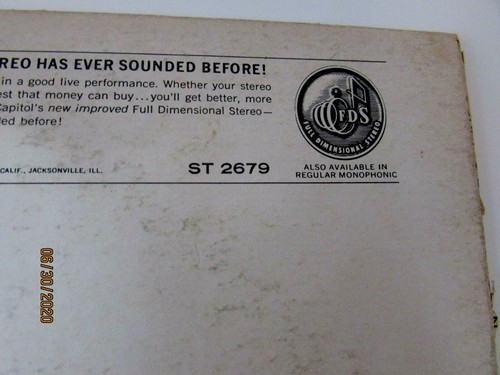 REO HAS EVER SOUNDED BEFORE!
in a good live performance. Whether your stereo
est that money can buy...you'll get better, more
Capitol's new improved Full Dimensional Stereo—
ded before!
FDS
FULL DIMENSIONAL STEREO
CALIF., JACKSONVILLE, ILL.
ST 2679
ALSO AVAILABLE IN
REGULAR MONOPHONIC
06/30/2020